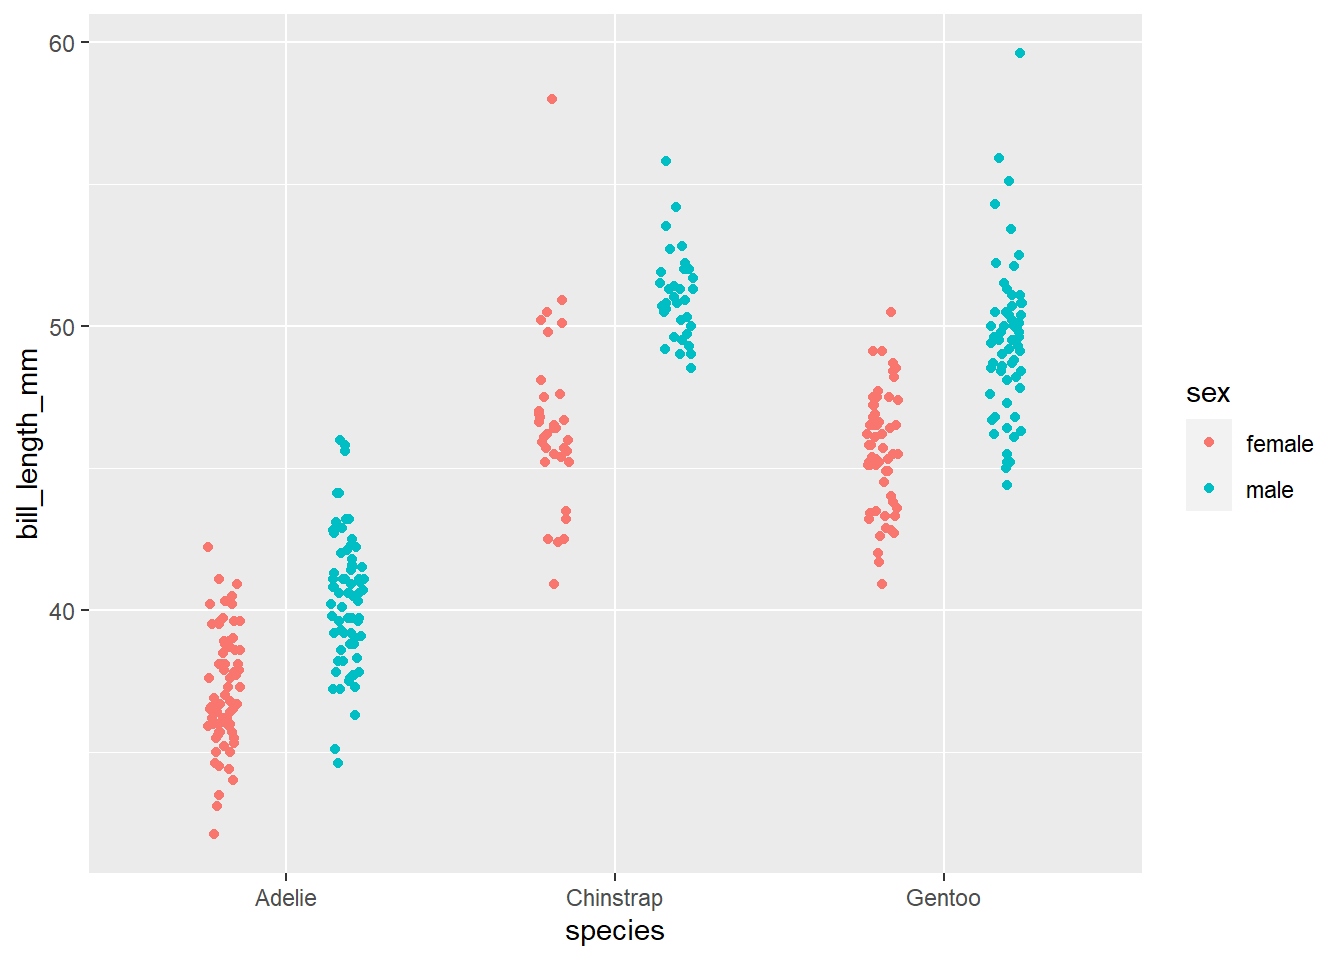 60
50
40
bill_length_mm
Adelie
Chinstrap
Gentoo
species
sex
female
male